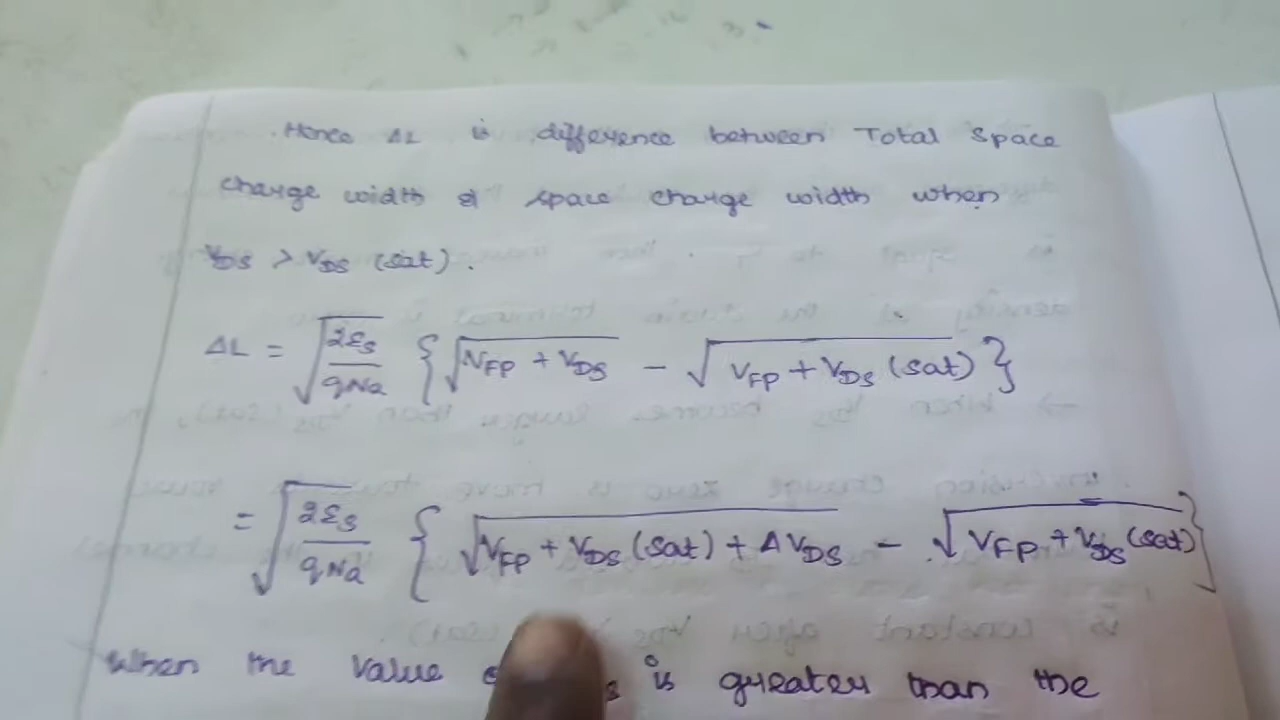 Hence ΔL is difference between Total Space
charge width & space charge width when
VDS > VDS (sat).
ΔL = √(2εs/qNa) { √(VFP + VDS) - √(VFP + VDS (sat)) }
= √(2εs/qNa) { √(VFP + VDS (sat) + ΔVDS) - √(VFP + VDS (sat)) }
When the value is greater than the